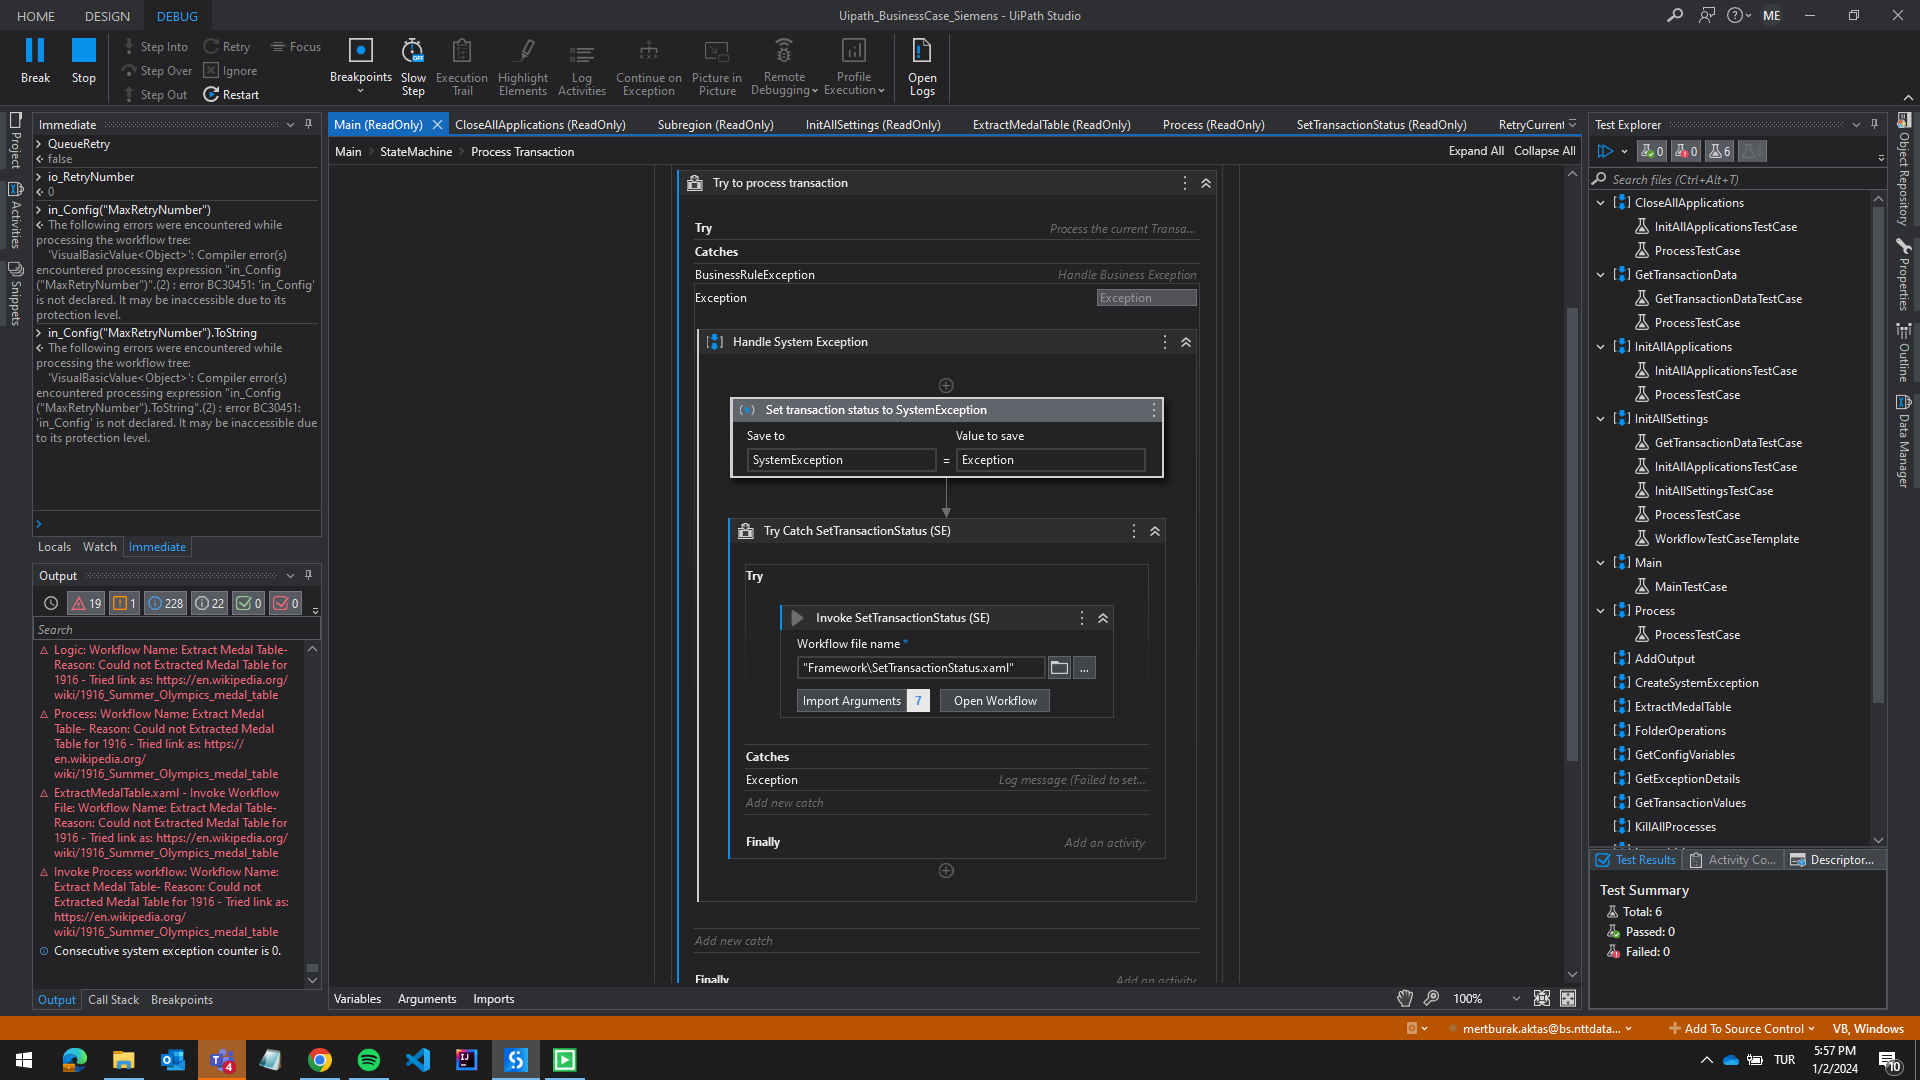 HOME
DESIGN
DEBUG
Uipath_BusinessCase_Siemens - UiPath Studio
ME
Break
Stop
Step Into
Step Over
Step Out
Retry
Ignore
Restart
Focus
Breakpoints
Slow Step
OFF
Execution Trail
Highlight Elements
Log Activities
Continue on Exception
Picture in Picture
Remote Debugging
Profile Execution
Open Logs
Project
Activities
Snippets
Immediate
QueueRetry
false
io_RetryNumber
0
in_Config("MaxRetryNumber")
The following errors were encountered while
processing the workflow tree:
'VisualBasicValue<Object>': Compiler error(s)
encountered processing expression "in_Config
("MaxRetryNumber")".(2) : error BC30451: 'in_Config'
is not declared. It may be inaccessible due to its
protection level.
in_Config("MaxRetryNumber").ToString
The following errors were encountered while
processing the workflow tree:
'VisualBasicValue<Object>': Compiler error(s)
encountered processing expression "in_Config
("MaxRetryNumber").ToString".(2) : error BC30451:
'in_Config' is not declared. It may be inaccessible due
to its protection level.
Locals
Watch
Immediate
Output
19
1
228
22
0
0
Search
Logic: Workflow Name: Extract Medal Table-
Reason: Could not Extracted Medal Table for
1916 - Tried link as: https://en.wikipedia.org/
wiki/1916_Summer_Olympics_medal_table
Process: Workflow Name: Extract Medal
Table- Reason: Could not Extracted Medal
Table for 1916 - Tried link as: https://
en.wikipedia.org/
wiki/1916_Summer_Olympics_medal_table
ExtractMedalTable.xaml - Invoke Workflow
File: Workflow Name: Extract Medal Table-
Reason: Could not Extracted Medal Table for
1916 - Tried link as: https://en.wikipedia.org/
wiki/1916_Summer_Olympics_medal_table
Invoke Process workflow: Workflow Name:
Extract Medal Table- Reason: Could not
Extracted Medal Table for 1916 - Tried link as:
https://en.wikipedia.org/
wiki/1916_Summer_Olympics_medal_table
Consecutive system exception counter is 0.
Output
Call Stack
Breakpoints
Main (ReadOnly)
CloseAllApplications (ReadOnly)
Subregion (ReadOnly)
InitAllSettings (ReadOnly)
ExtractMedalTable (ReadOnly)
Process (ReadOnly)
SetTransactionStatus (ReadOnly)
RetryCurrent
Main
StateMachine
Process Transaction
Expand All
Collapse All
Try to process transaction
Try
Process the current Transa...
Catches
BusinessRuleException
Handle Business Exception
Exception
Exception
Handle System Exception
Set transaction status to SystemException
Save to
Value to save
SystemException
=
Exception
Try Catch SetTransactionStatus (SE)
Try
Invoke SetTransactionStatus (SE)
Workflow file name *
"Framework\SetTransactionStatus.xaml"
...
Import Arguments
7
Open Workflow
Catches
Exception
Log message (Failed to set...
Add new catch
Finally
Add an activity
Add new catch
Finally
Add an activity
Variables
Arguments
Imports
100%
Test Explorer
0
0
6
0
Search files (Ctrl+Alt+T)
CloseAllApplications
InitAllApplicationsTestCase
ProcessTestCase
GetTransactionData
GetTransactionDataTestCase
ProcessTestCase
InitAllApplications
InitAllApplicationsTestCase
ProcessTestCase
InitAllSettings
GetTransactionDataTestCase
InitAllApplicationsTestCase
InitAllSettingsTestCase
ProcessTestCase
WorkflowTestCaseTemplate
Main
MainTestCase
Process
ProcessTestCase
AddOutput
CreateSystemException
ExtractMedalTable
FolderOperations
GetConfigVariables
GetExceptionDetails
GetTransactionValues
KillAllProcesses
Test Results
Activity Co...
Descriptor...
Test Summary
Total: 6
Passed: 0
Failed: 0
Object Repository
Properties
Outline
Data Manager
mertburak.aktas@bs.nttdata...
Add To Source Control
VB, Windows
4
TUR
5:57 PM
1/2/2024
10